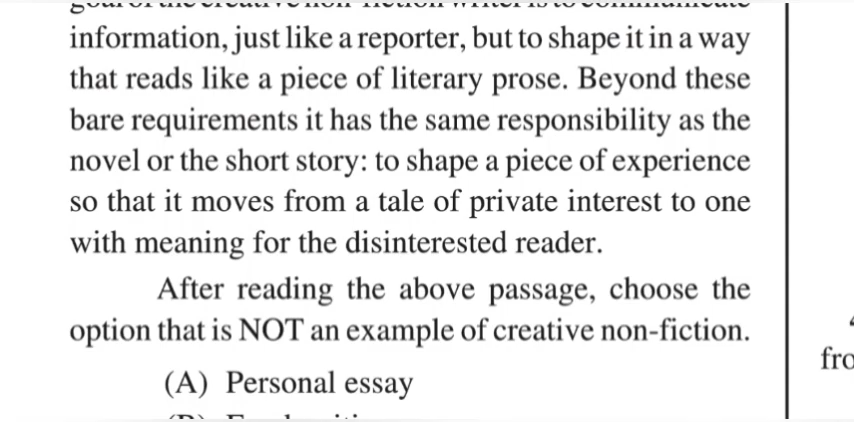 information, just like a reporter, but to shape it in a way
that reads like a piece of literary prose. Beyond these
bare requirements it has the same responsibility as the
novel or the short story: to shape a piece of experience
so that it moves from a tale of private interest to one
with meaning for the disinterested reader.
After reading the above passage, choose the
option that is NOT an example of creative non-fiction.
fro
(A) Personal essay